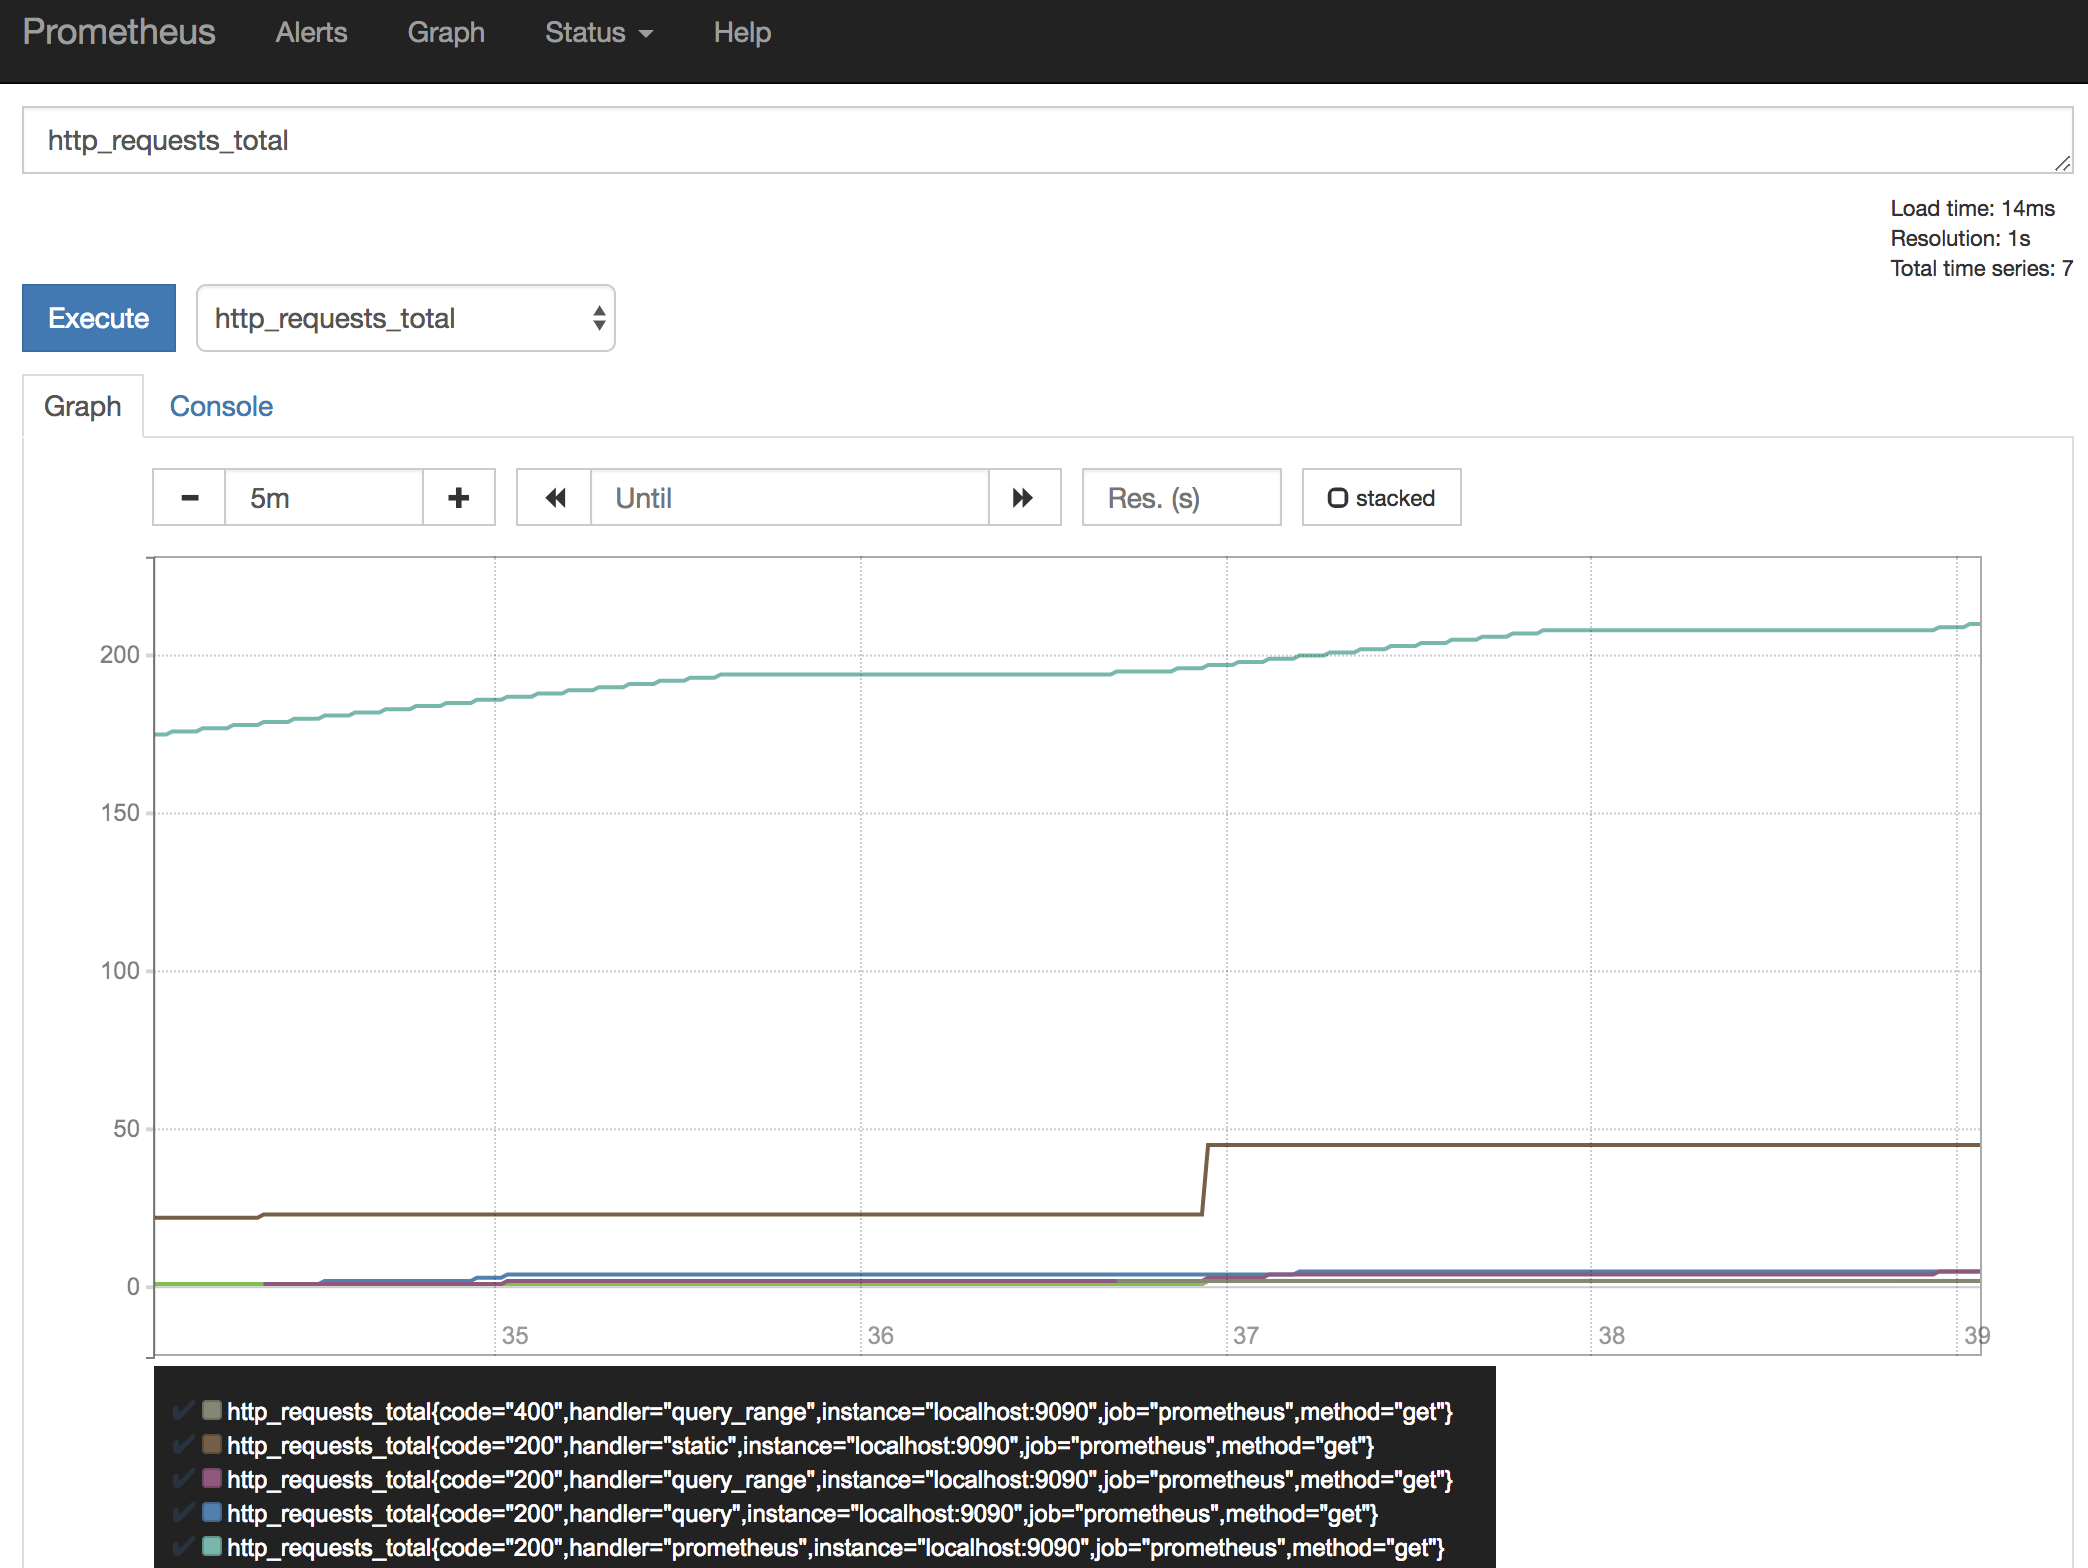 Prometheus Alerts Graph Status Help
http_requests_total
Load time: 14ms
Resolution: 1s
Total time series: 7
Execute http_requests_total
Graph Console
5m Until Res. (s) stacked
200
150
100
50
0
35 36 37 38 39
http_requests_total{code="400",handler="query_range",instance="localhost:9090",job="prometheus",method="get"}
http_requests_total{code="200",handler="static",instance="localhost:9090",job="prometheus",method="get"}
http_requests_total{code="200",handler="query_range",instance="localhost:9090",job="prometheus",method="get"}
http_requests_total{code="200",handler="query",instance="localhost:9090",job="prometheus",method="get"}
http_requests_total{code="200",handler="prometheus",instance="localhost:9090",job="prometheus",method="get"}